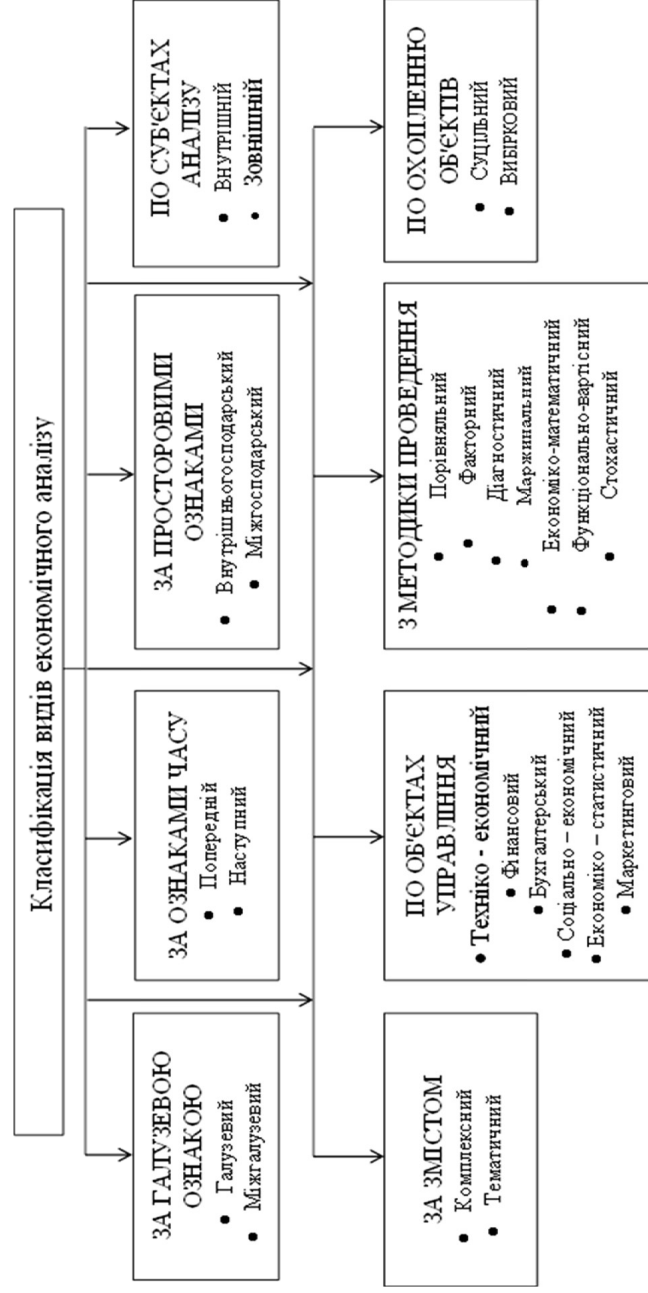 Класифікація видів економічного аналізу
ЗА ГАЛУЗЕВОЮ
ОЗНАКОЮ
• Галузевий
• Міжгалузевий
ЗА ОЗНАКАМИ ЧАСУ
• Попередній
• Наступний
ЗА ПРОСТОРОВИМИ
ОЗНАКАМИ
• Внутрішньогосподарський
• Міжгосподарський
ПО СУБ'ЄКТАХ
АНАЛІЗУ
• Внутрішній
• Зовнішній
ЗА ЗМІСТОМ
• Комплексний
• Тематичний
ПО ОБ'ЄКТАХ
УПРАВЛІННЯ
• Техніко - економічний
• Фінансовий
• Бухгалтерський
• Соціально – економічний
• Економіко – статистичний
• Маркетинговий
З МЕТОДИКИ ПРОВЕДЕННЯ
• Порівняльний
• Факторний
• Діагностичний
• Маржинальний
• Економіко-математичний
• Функціонально-вартісний
• Стохастичний
ПО ОХОПЛЕННЮ
ОБ'ЄКТІВ
• Суцільний
• Вибірковий